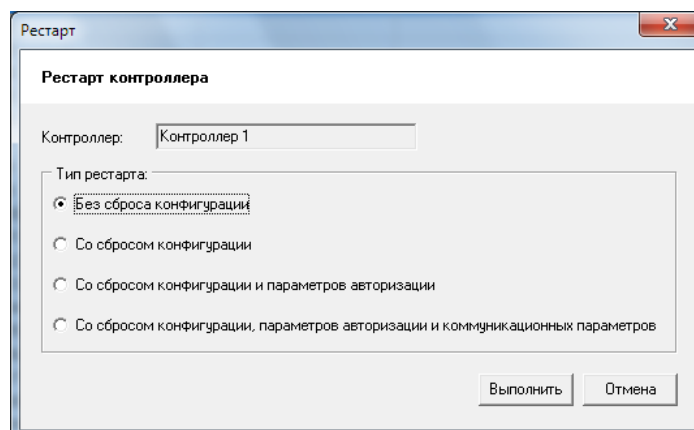 Рестарт
Рестарт контроллера
Контроллер: Контроллер 1
Тип рестарта:
Без сброса конфигурации
Со сбросом конфигурации
Со сбросом конфигурации и параметров авторизации
Со сбросом конфигурации, параметров авторизации и коммуникационных параметров
Выполнить Отмена